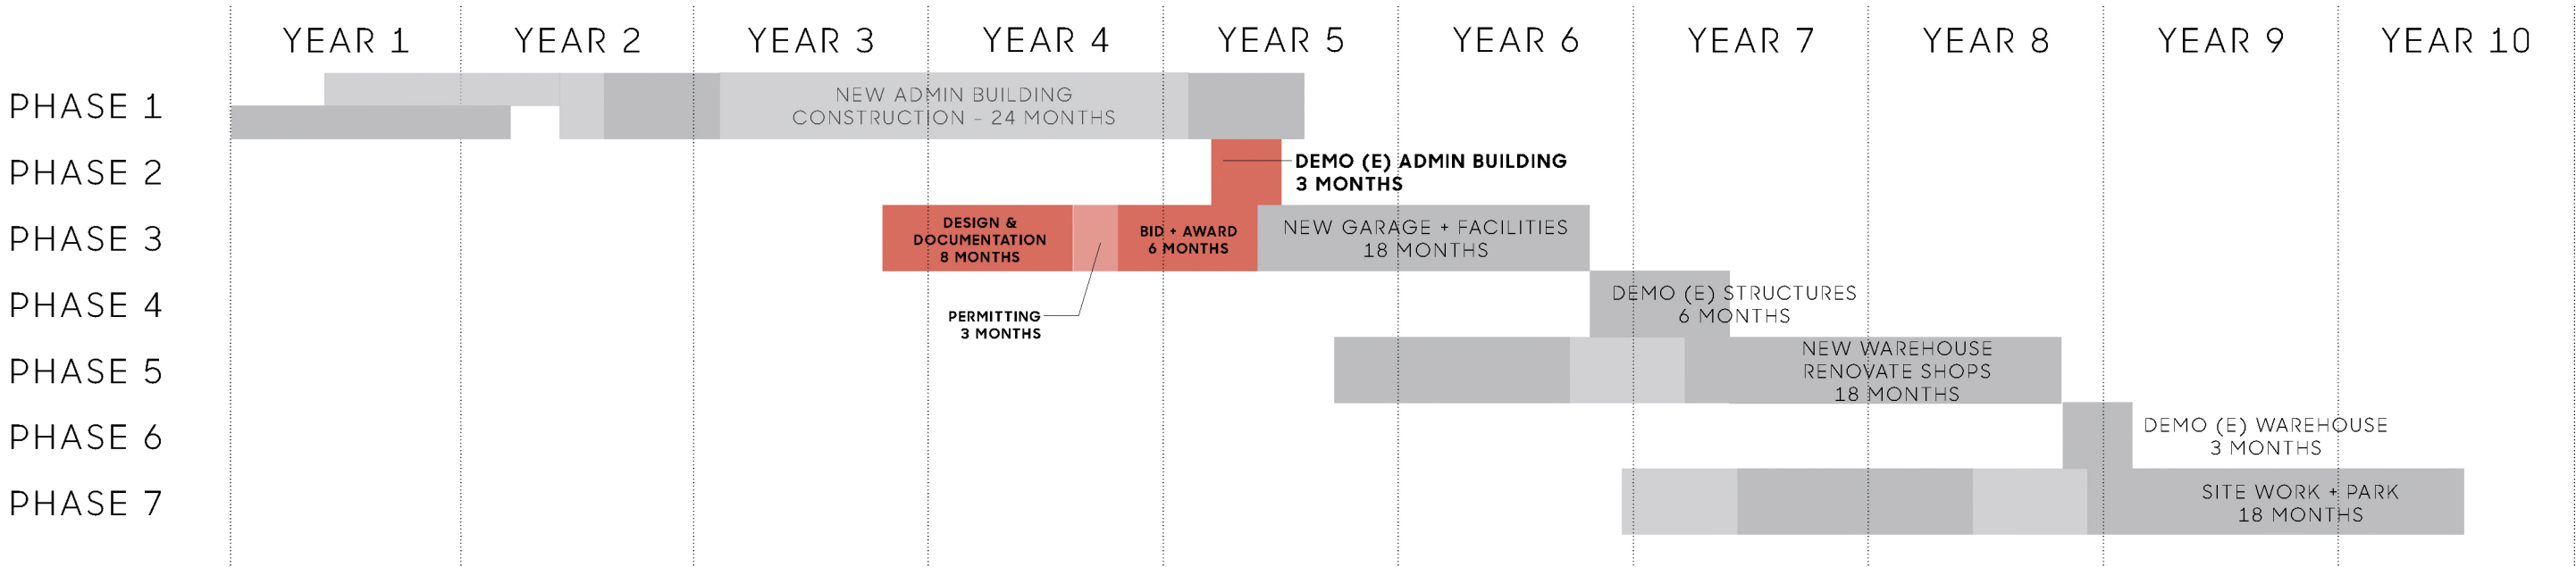 YEAR 1
YEAR 2
YEAR 3
YEAR 4
YEAR 5
YEAR 6
YEAR 7
YEAR 8
YEAR 9
YEAR 10
PHASE 1
NEW ADMIN BUILDING
CONSTRUCTION – 24 MONTHS
PHASE 2
DEMO (E) ADMIN BUILDING
3 MONTHS
PHASE 3
DESIGN &
DOCUMENTATION
8 MONTHS
BID + AWARD
6 MONTHS
NEW GARAGE + FACILITIES
18 MONTHS
PERMITTING
3 MONTHS
PHASE 4
DEMO (E) STRUCTURES
6 MONTHS
PHASE 5
NEW WAREHOUSE
RENOVATE SHOPS
18 MONTHS
PHASE 6
DEMO (E) WAREHOUSE
3 MONTHS
PHASE 7
SITE WORK + PARK
18 MONTHS